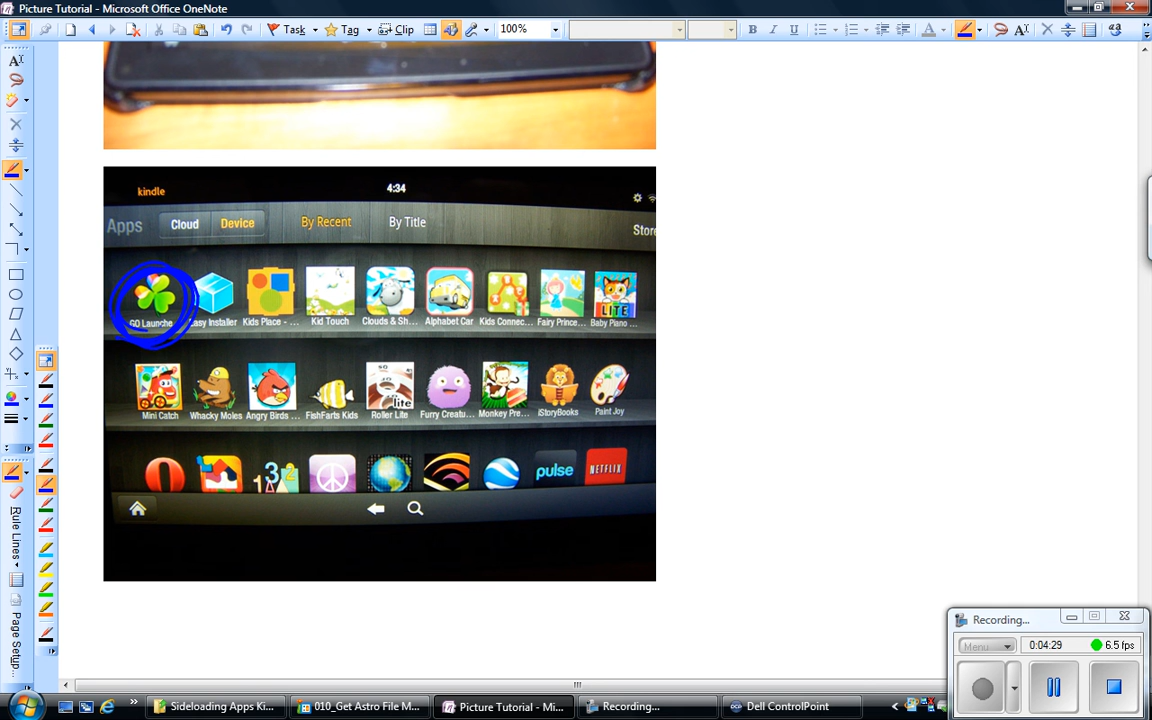 Picture Tutorial - Microsoft Office OneNote
Task Tag Clip 100% B I U A
kindle 4:34
Apps Cloud Device By Recent By Title Store
GO Launche Easy Installer Kids Place - ... Kid Touch Clouds & Sh... Alphabet Car Kids Connec... Fairy Prince... Baby Piano ...
LITE
lite
Mini Catch Whacky Moles Angry Birds ... FishFarts Kids Roller Lite Furry Creatu... Monkey Pre... iStoryBooks Paint Joy
123
pulse NETFLIX
Rule Lines
Page Setup...
Recording...
Menu 0:04:29 6.5 fps
Sideloading Apps Ki... 010_Get Astro File M... Picture Tutorial - Mi... Recording... Dell ControlPoint